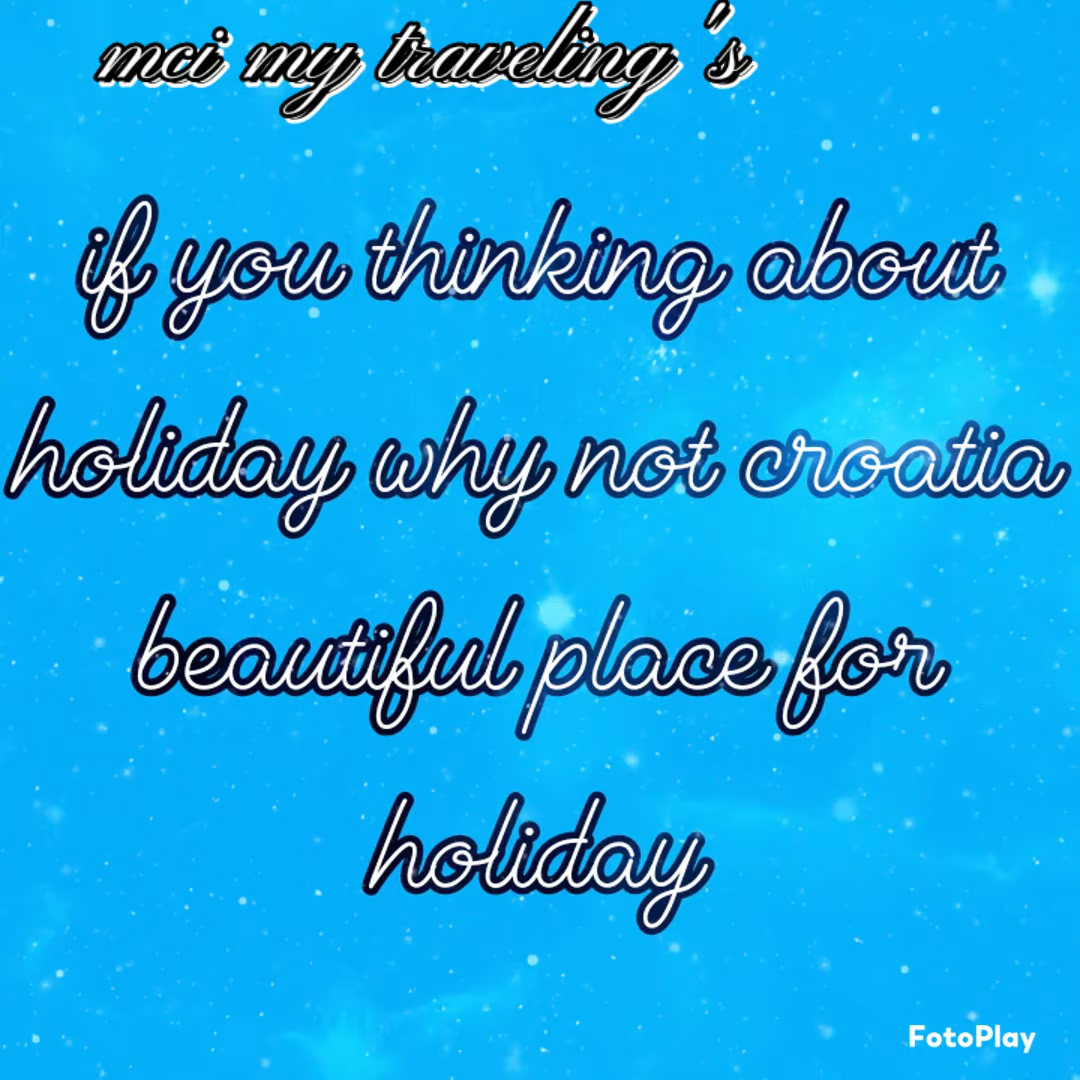 mci my traveling 's
if you thinking about
holiday why not croatia
beautiful place for
holiday
FotoPlay